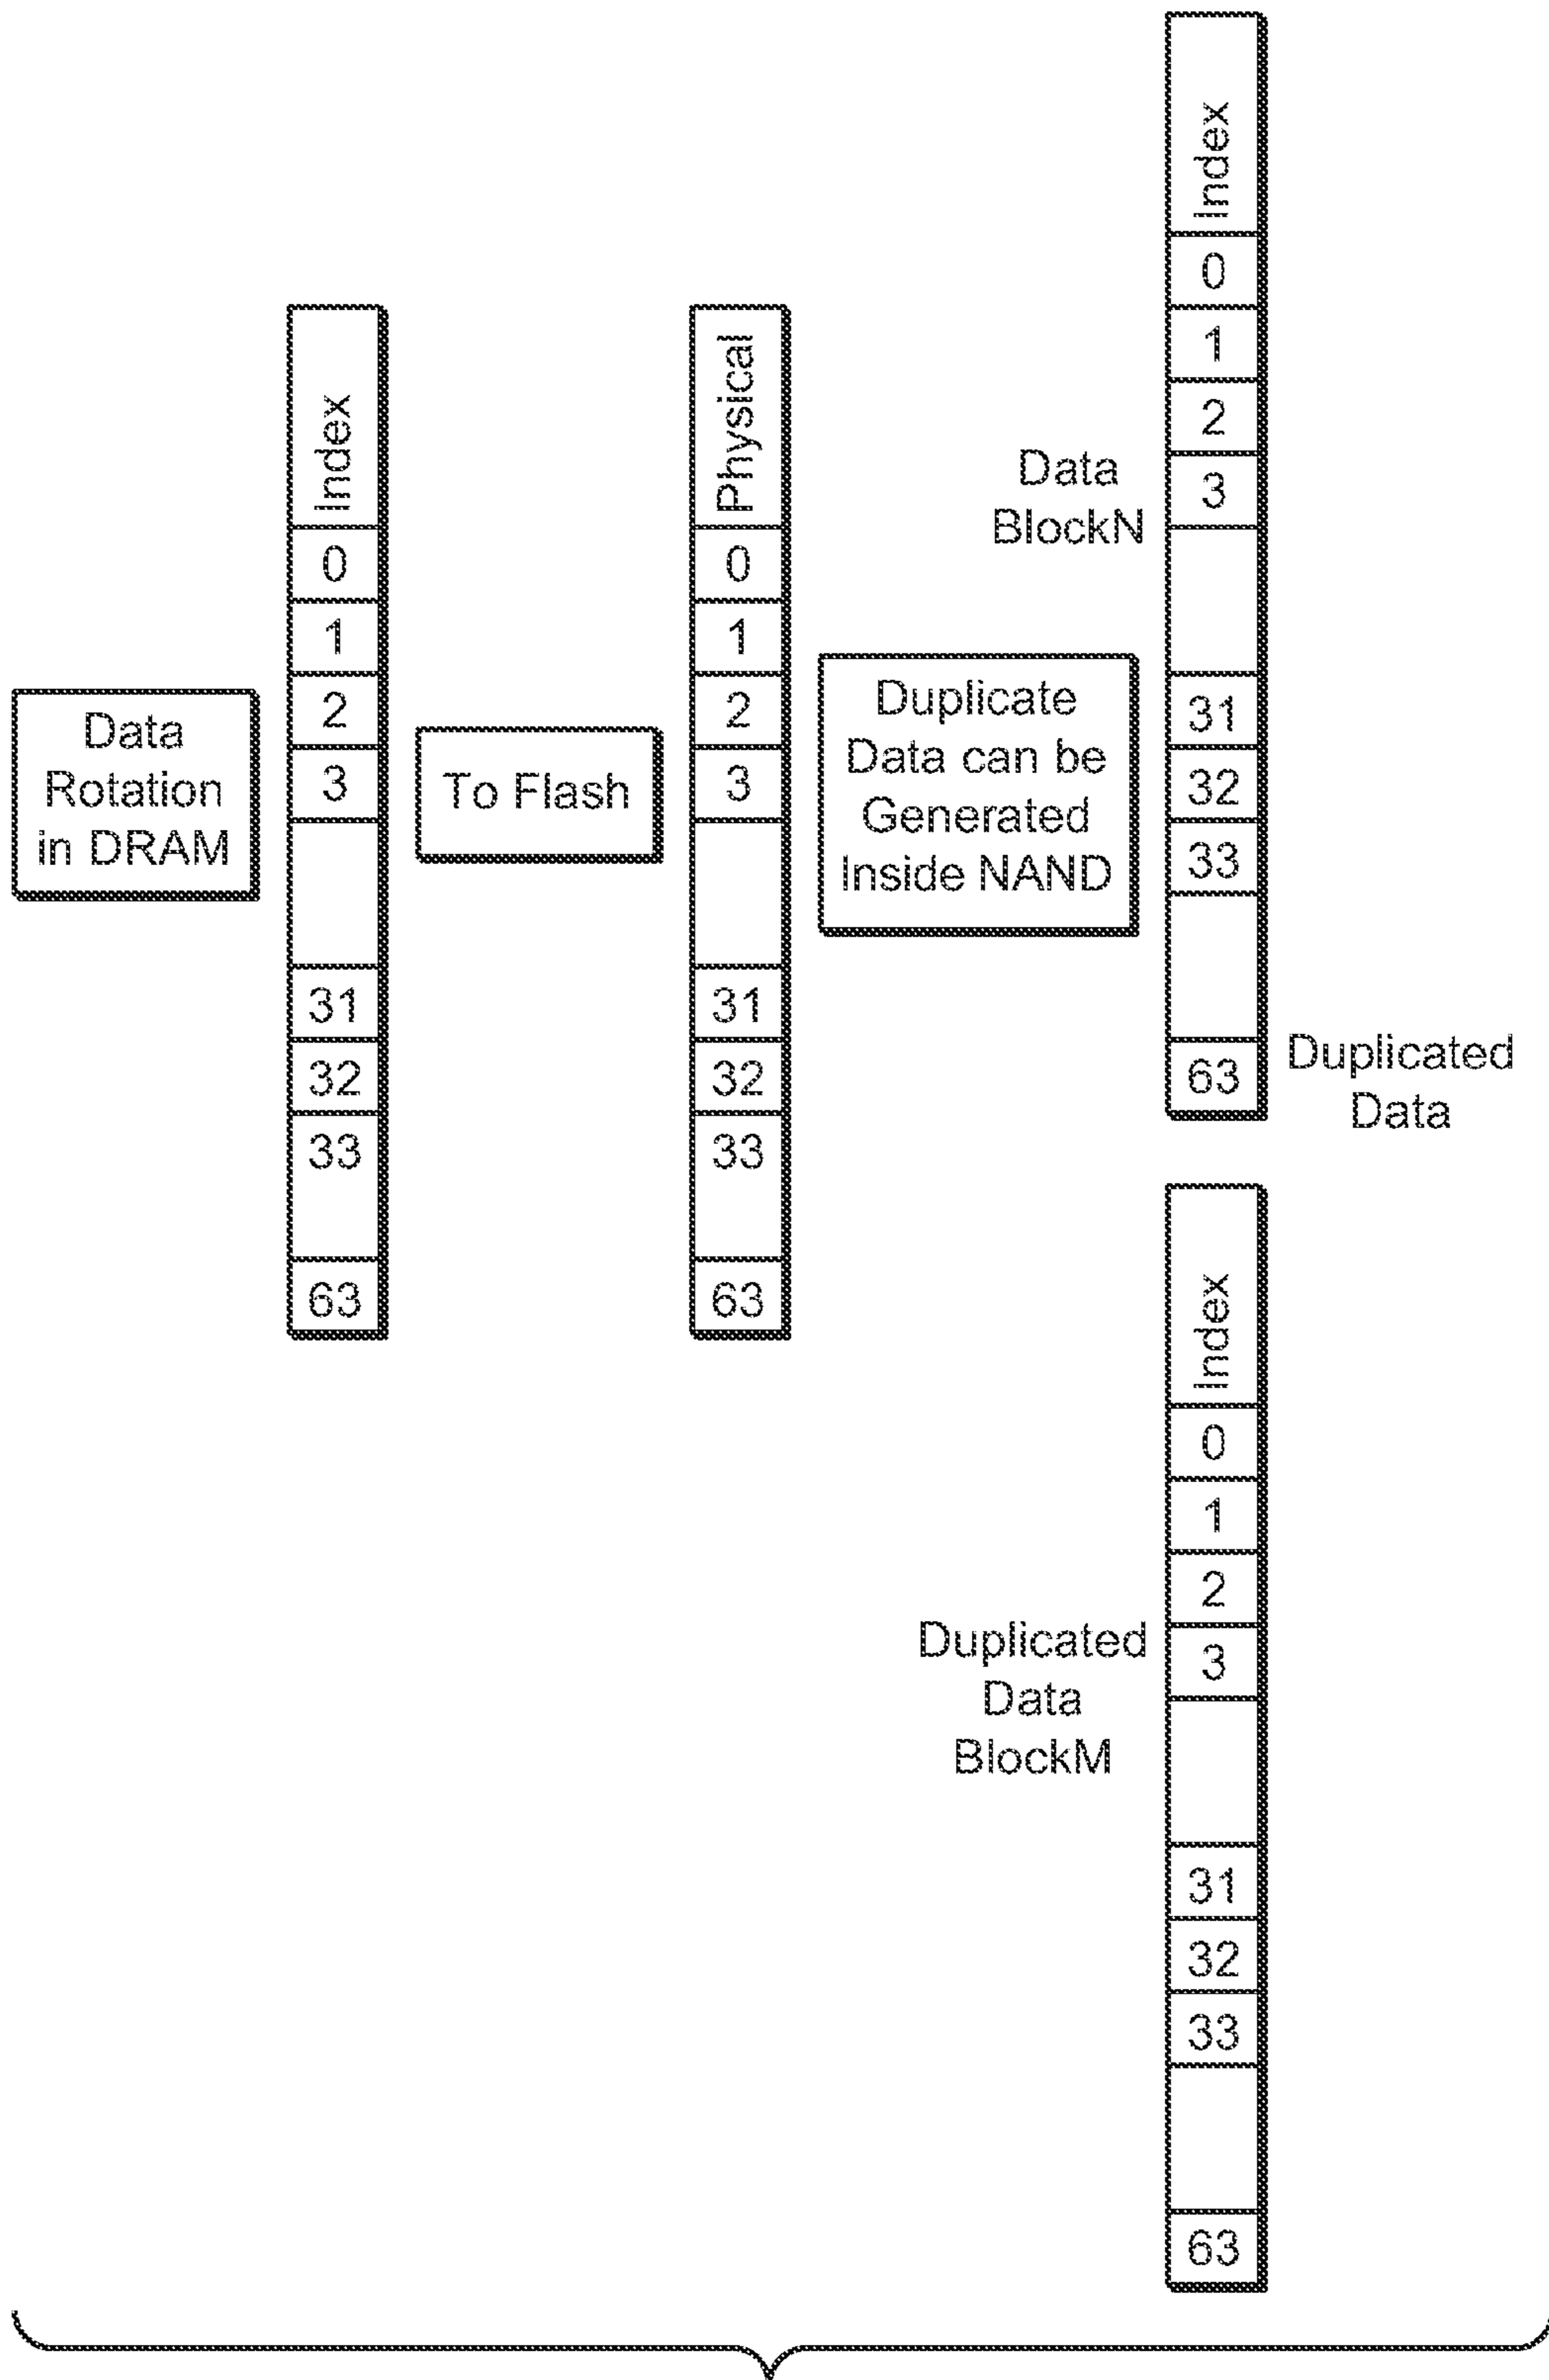 Data
Rotation
in DRAM
Index
0
1
2
3
31
32
33
63
To Flash
Physical
0
1
2
3
31
32
33
63
Duplicate
Data can be
Generated
Inside NAND
Data
BlockN
Index
0
1
2
3
31
32
33
63
Duplicated
Data
Duplicated
Data
BlockM
Index
0
1
2
3
31
32
33
63